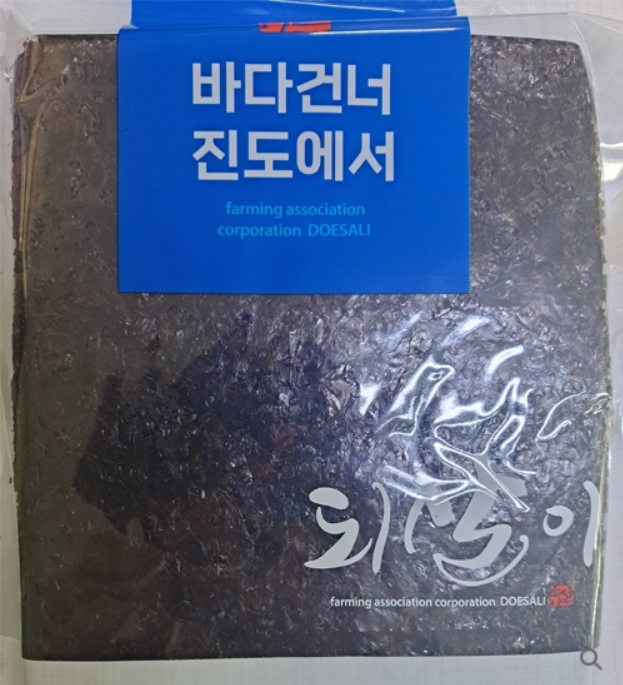 바다건너
진도에서
farming association
corporation DOESALI
farming association corporation DOESALI